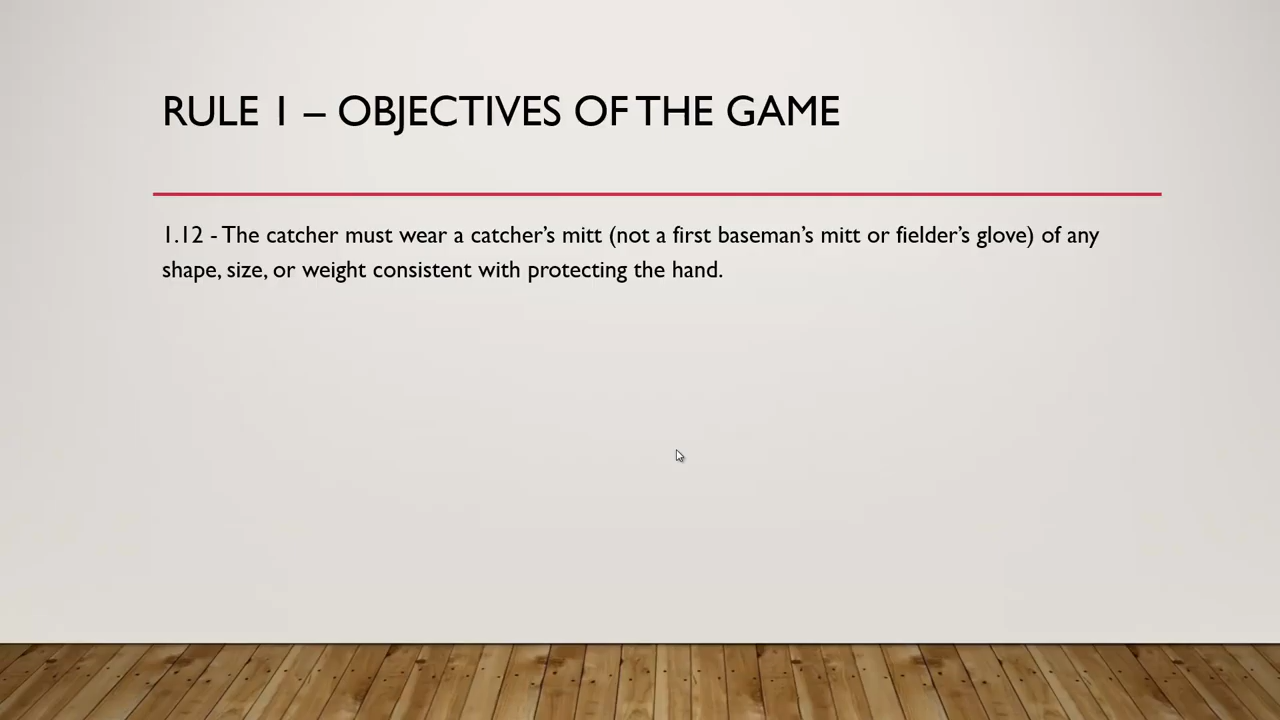 RULE 1 – OBJECTIVES OF THE GAME
1.12 - The catcher must wear a catcher’s mitt (not a first baseman’s mitt or fielder’s glove) of any
shape, size, or weight consistent with protecting the hand.